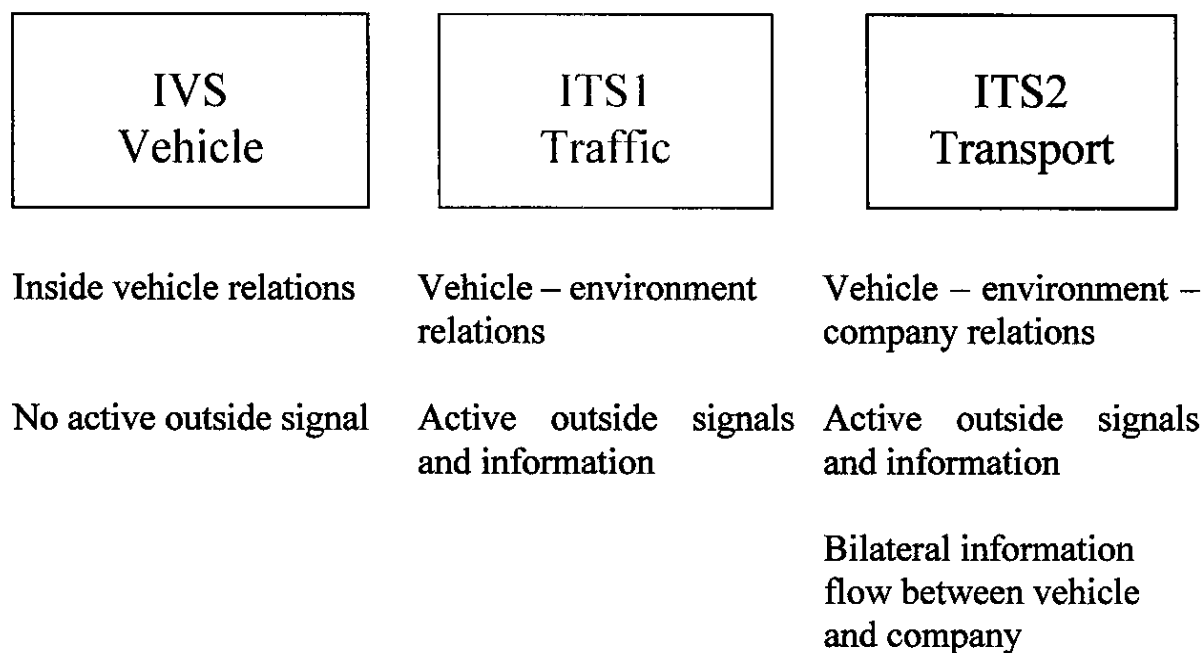 IVS
Vehicle
ITS1
Traffic
ITS2
Transport
Inside vehicle relations
No active outside signal
Vehicle – environment
relations
Active outside signals
and information
Vehicle – environment –
company relations
Active outside signals
and information
Bilateral information
flow between vehicle
and company